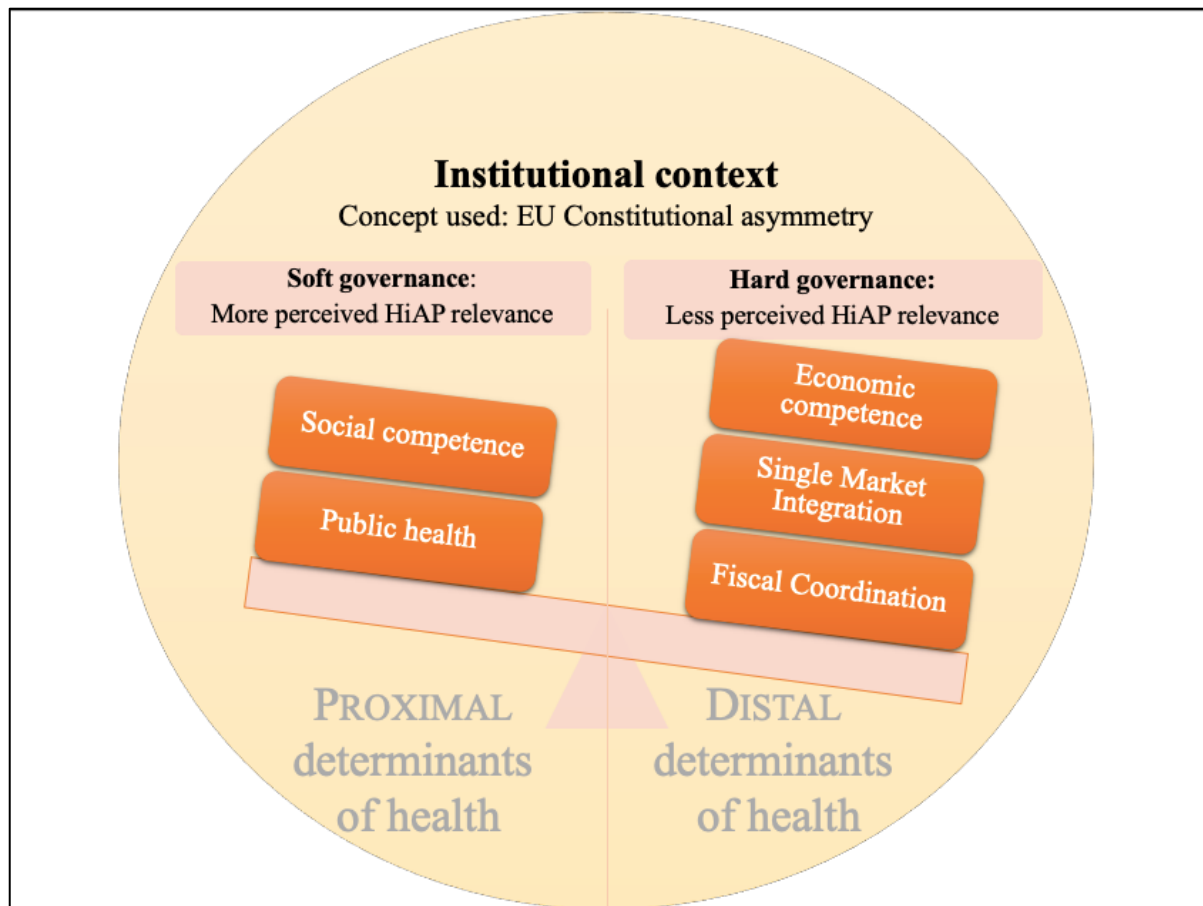 Institutional context
Concept used: EU Constitutional asymmetry
Soft governance:
More perceived HiAP relevance
Hard governance:
Less perceived HiAP relevance
Social competence
Public health
Economic
competence
Single Market
Integration
Fiscal Coordination
PROXIMAL
determinants
of health
DISTAL
determinants
of health